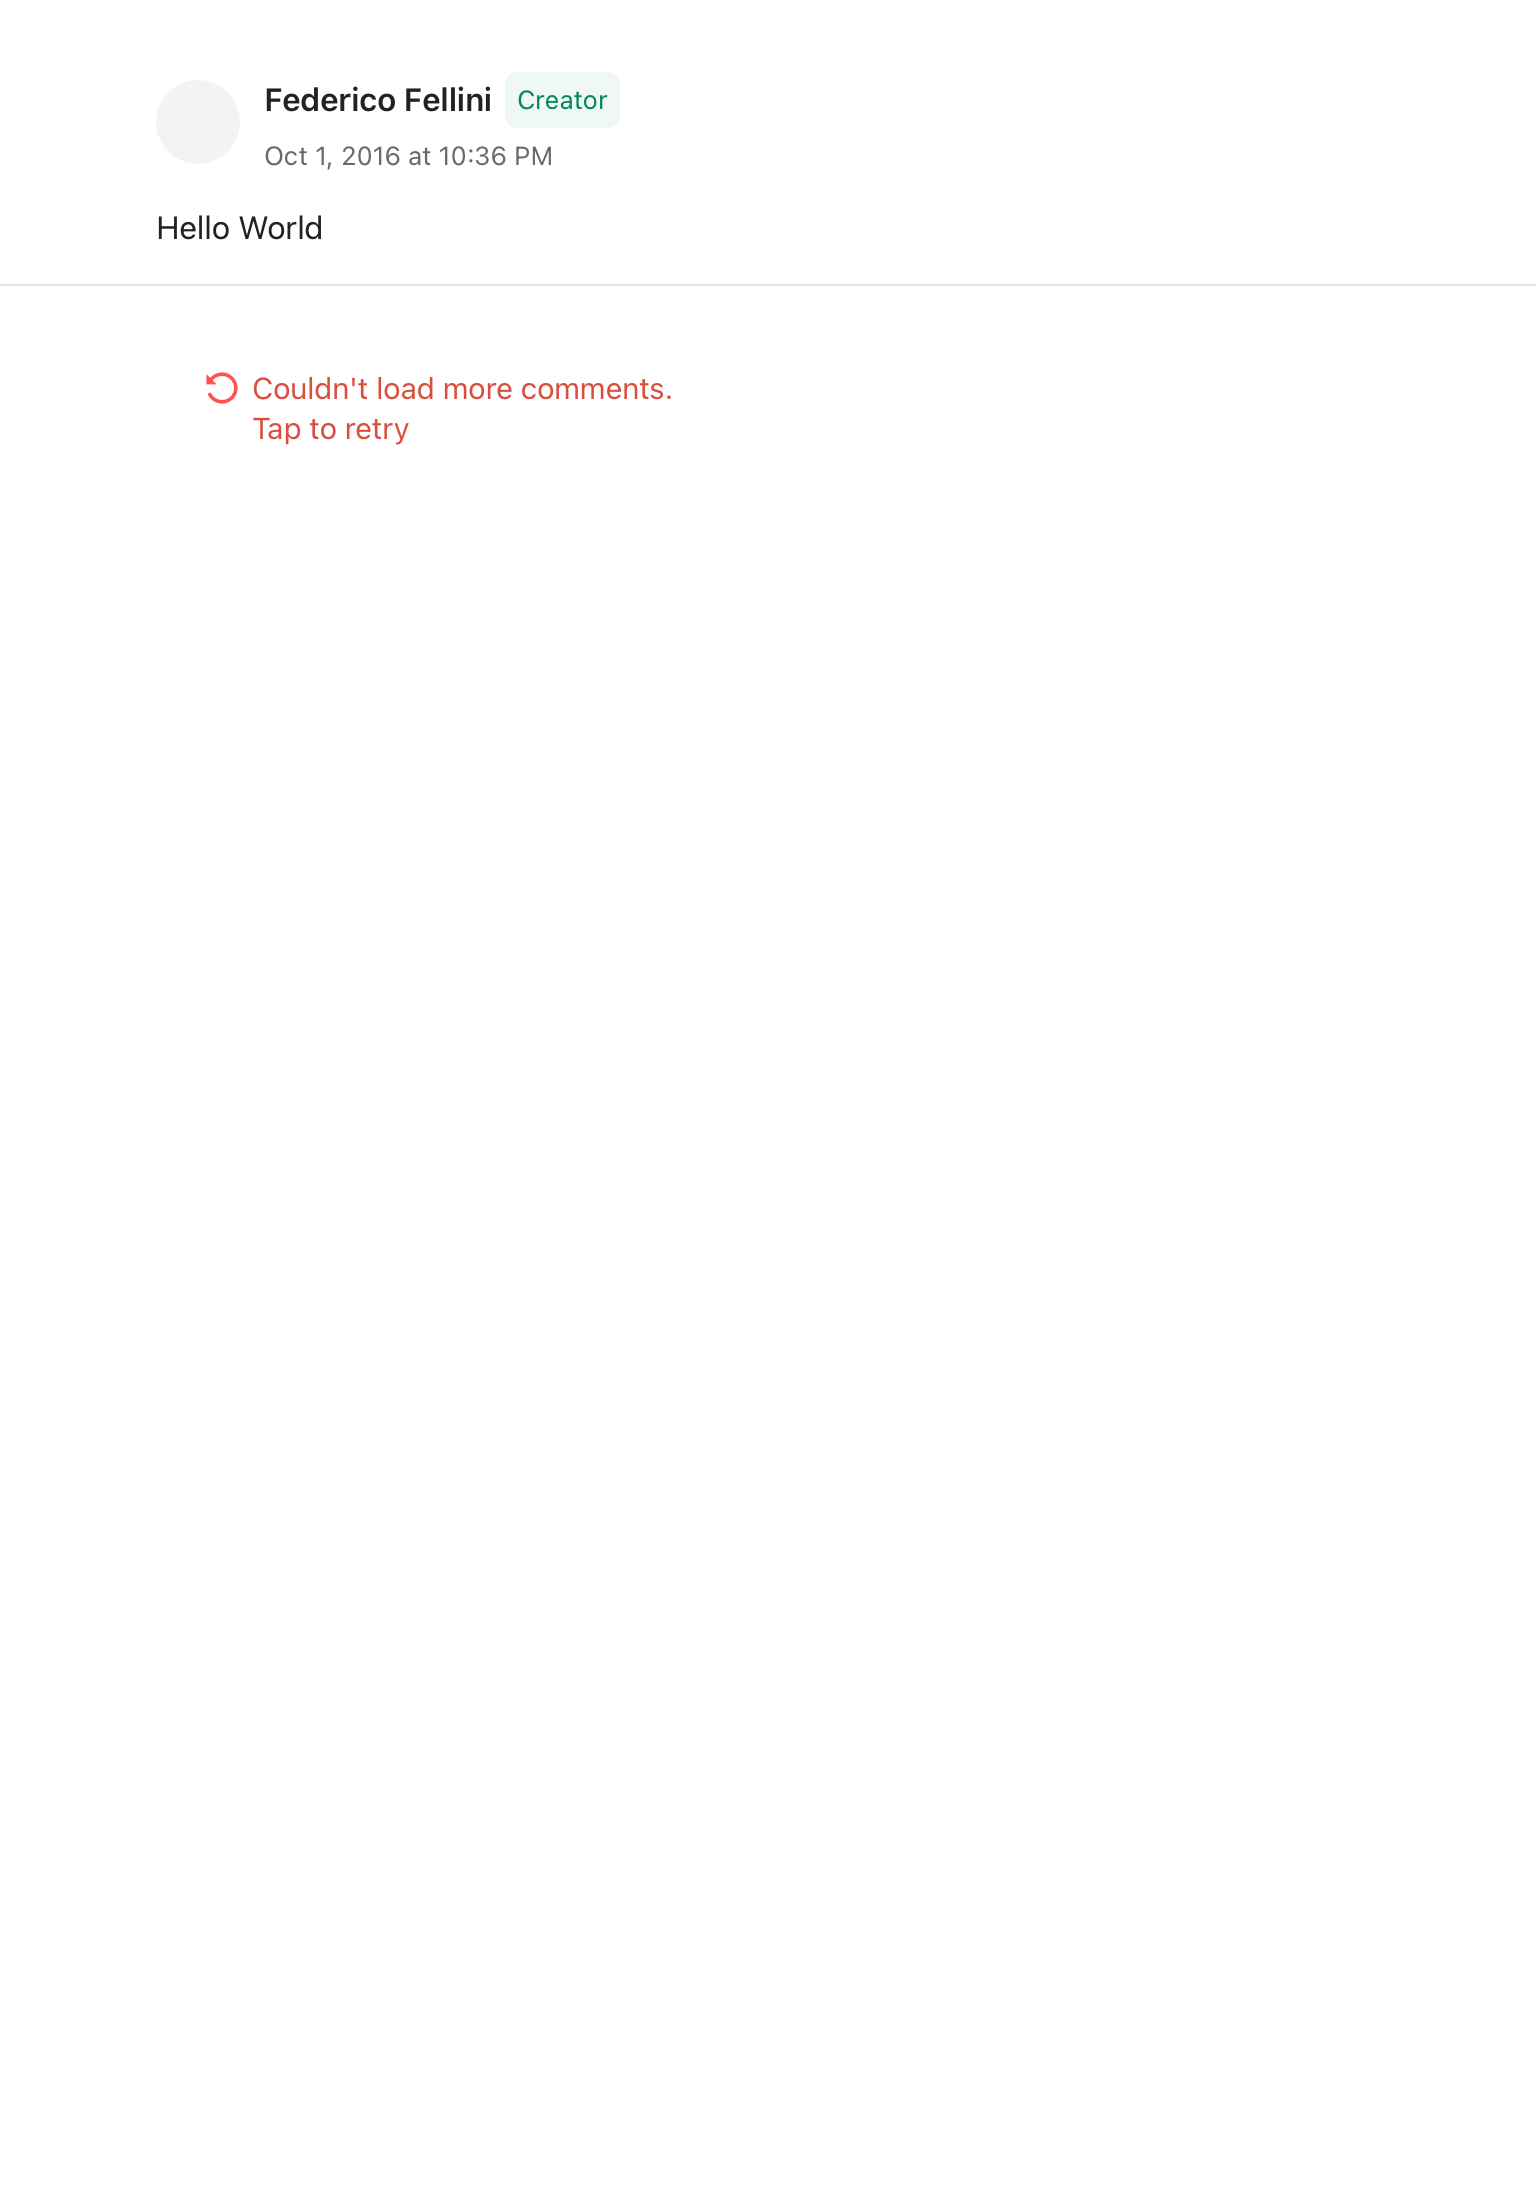 Federico Fellini Creator
Oct 1, 2016 at 10:36 PM
Hello World
Couldn't load more comments.
Tap to retry